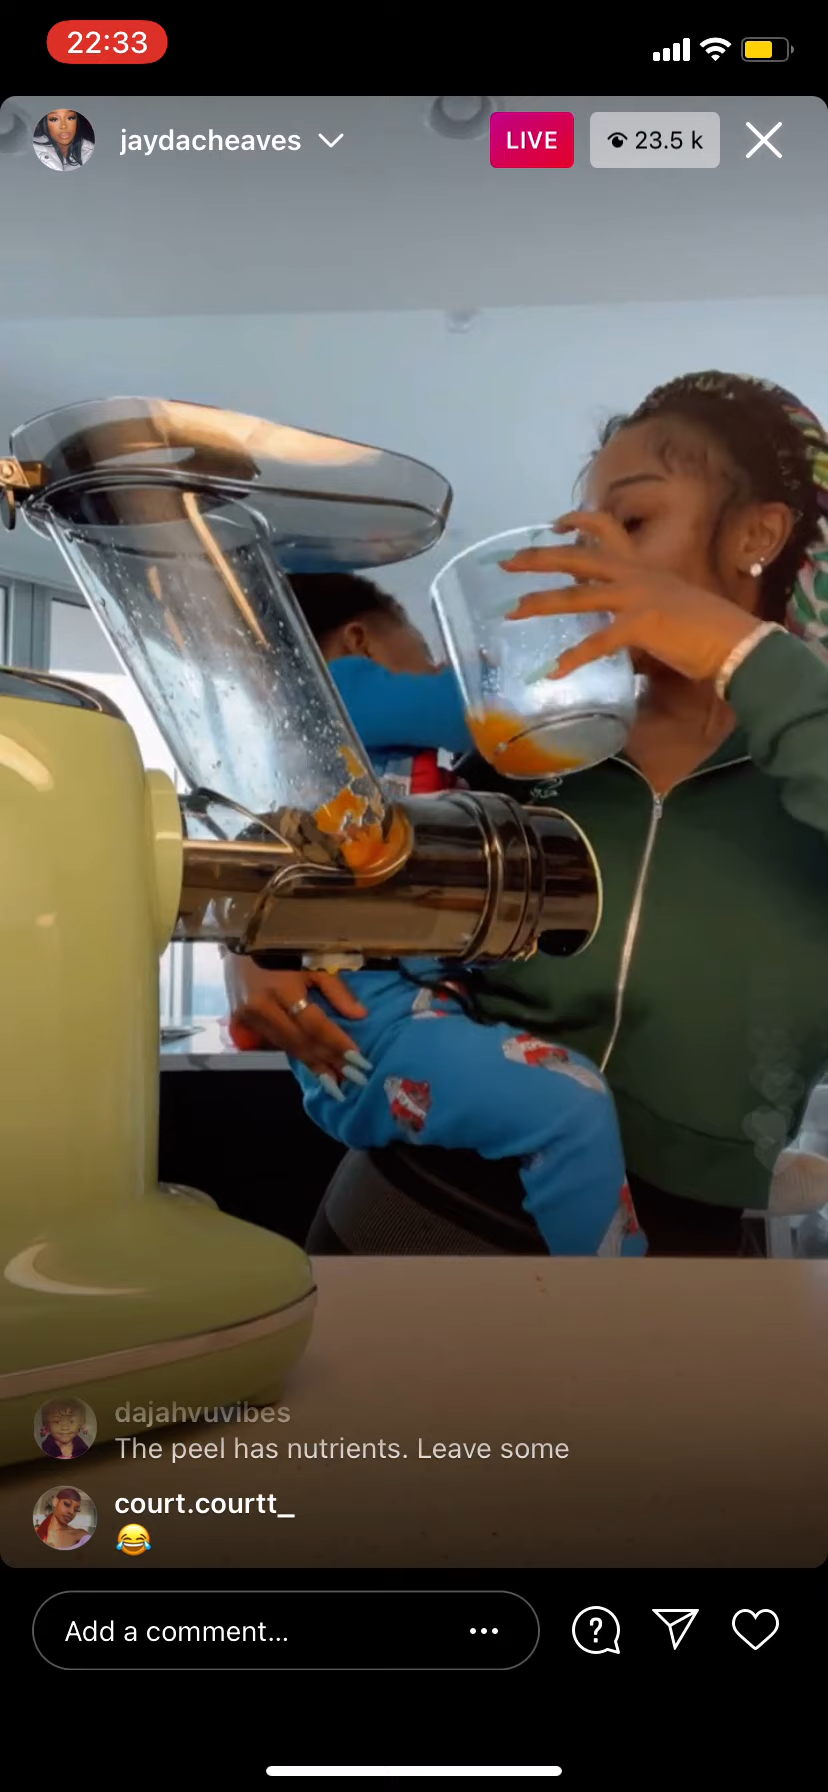 22:33
jaydacheaves
LIVE
23.5 k
dajahvuvibes
The peel has nutrients. Leave some
court.courtt_
😂
Add a comment...